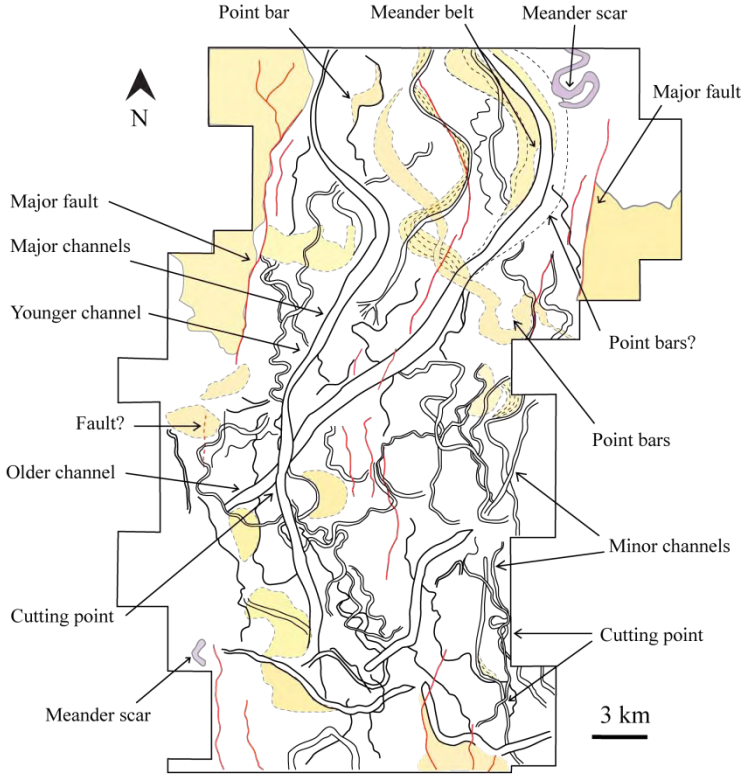 Point bar
Meander belt
Meander scar
N
Major fault
Major fault
Major channels
Younger channel
Point bars?
Fault?
Point bars
Older channel
Minor channels
Cutting point
Cutting point
Meander scar
3 km